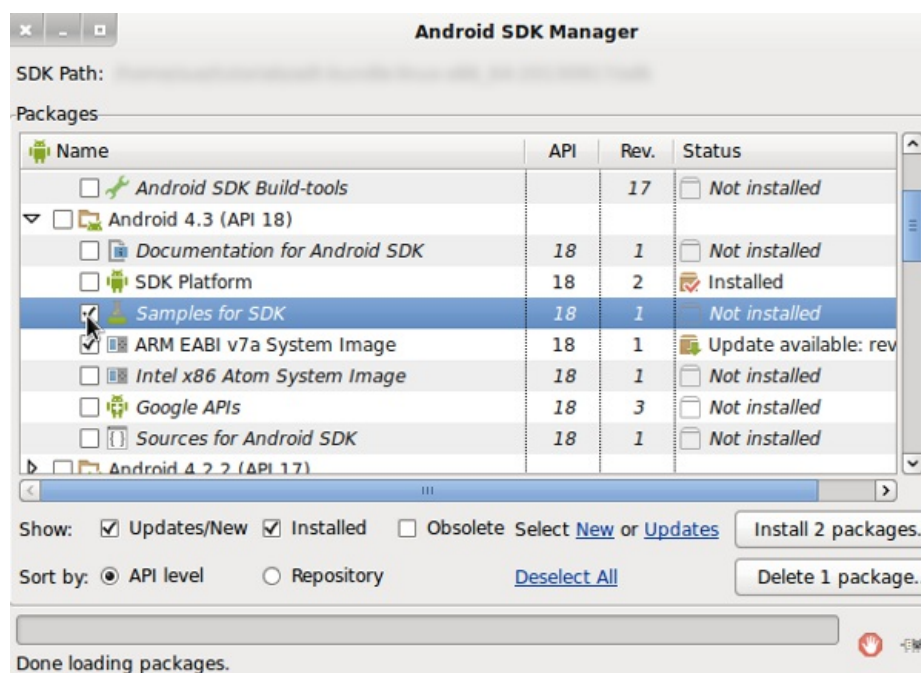 Android SDK Manager
SDK Path:
Packages
Name API Rev. Status
Android SDK Build-tools 17 Not installed
Android 4.3 (API 18)
Documentation for Android SDK 18 1 Not installed
SDK Platform 18 2 Installed
Samples for SDK 18 1 Not installed
ARM EABI v7a System Image 18 1 Update available: rev
Intel x86 Atom System Image 18 1 Not installed
Google APIs 18 3 Not installed
Sources for Android SDK 18 1 Not installed
Android 4.2.2 (API 17)
Show: Updates/New Installed Obsolete Select New or Updates Install 2 packages.
Sort by: API level Repository Deselect All Delete 1 package..
Done loading packages.